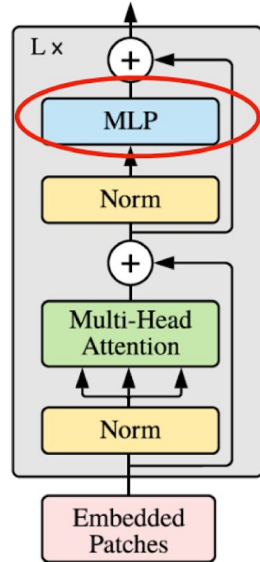 L ×
+
MLP
Norm
+
Multi-Head
Attention
Norm
Embedded
Patches